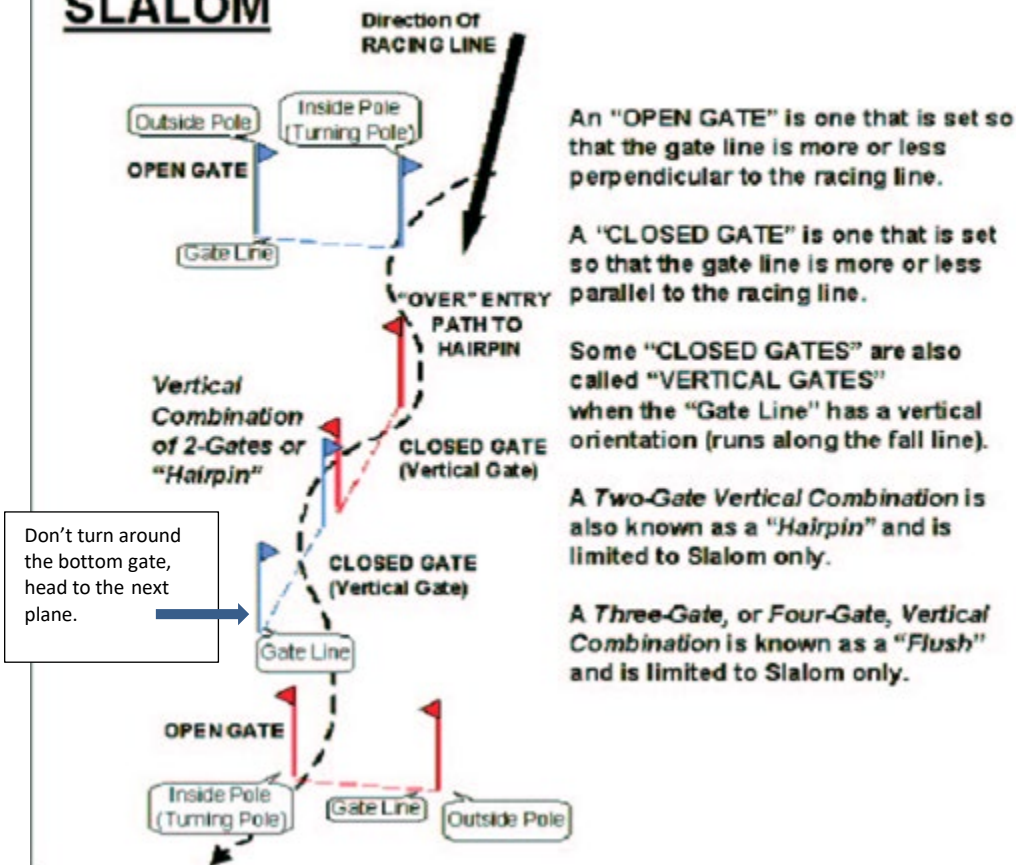 SLALOM
Direction Of
RACING LINE
Outside Pole
Inside Pole
(Turning Pole)
OPEN GATE
Gate Line
"OVER" ENTRY
PATH TO
HAIRPIN
Vertical
Combination
of 2-Gates or
"Hairpin"
CLOSED GATE
(Vertical Gate)
Don't turn around
the bottom gate,
head to the next
plane.
CLOSED GATE
(Vertical Gate)
Gate Line
OPEN GATE
Inside Pole
(Turning Pole)
Gate Line
Outside Pole
An "OPEN GATE" is one that is set so
that the gate line is more or less
perpendicular to the racing line.
A "CLOSED GATE" is one that is set
so that the gate line is more or less
parallel to the racing line.
Some "CLOSED GATES" are also
called "VERTICAL GATES"
when the "Gate Line" has a vertical
orientation (runs along the fall line).
A Two-Gate Vertical Combination is
also known as a "Hairpin" and is
limited to Slalom only.
A Three-Gate, or Four-Gate, Vertical
Combination is known as a "Flush"
and is limited to Slalom only.